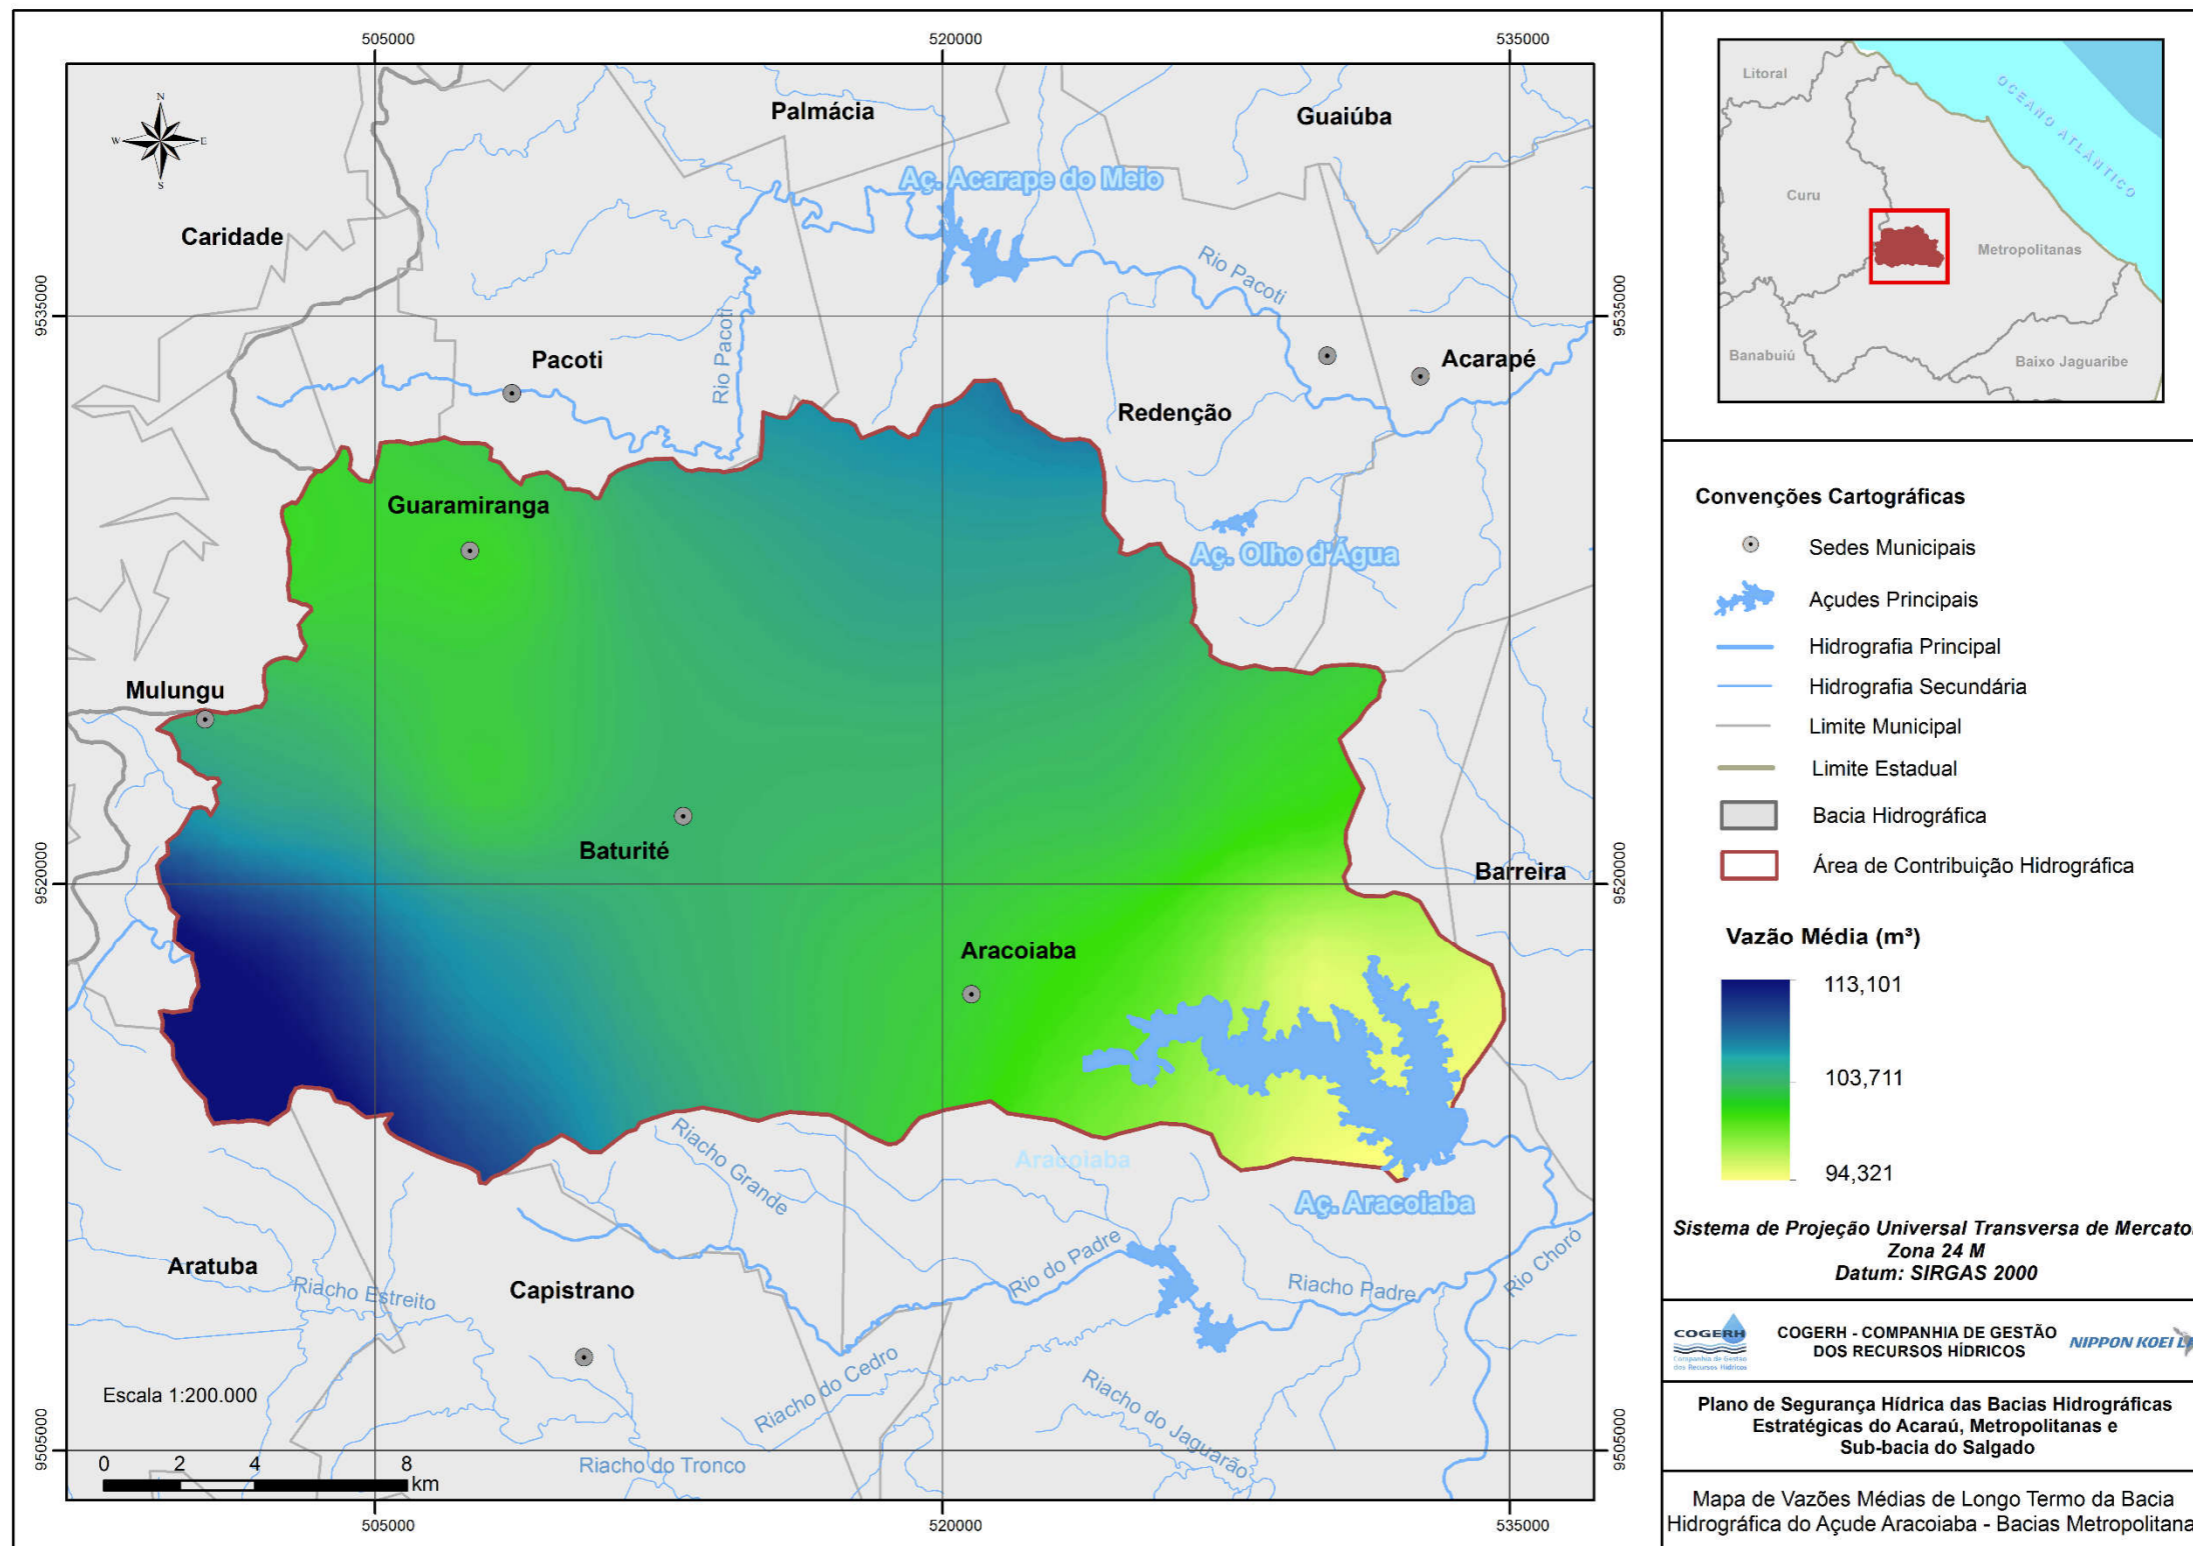 505000
520000
535000
Palmácia
Guaiúba
N
W
E
S
Aç. Acarape do Meio
Caridade
Rio Pacoti
9535000
9535000
Rio Pacoti
Pacoti
Acarapé
Redenção
Guaramiranga
Aç. Olho d'Água
Mulungu
Baturité
9520000
9520000
Barreira
Aracoiaba
Riacho Grande
Aracoiaba
Aç. Aracoiaba
Aratuba
Riacho Estreito
Capistrano
Rio do Padre
Riacho Padre
Rio Choró
Riacho do Cedro
Riacho do Jaguarão
Riacho do Tronco
Escala 1:200.000
0 2 4 8
km
9505000
9505000
505000
520000
535000
Litoral
OCEANO ATLÂNTICO
Curu
Metropolitanas
Banabuiú
Baixo Jaguaribe
Convenções Cartográficas
Sedes Municipais
Açudes Principais
Hidrografia Principal
Hidrografia Secundária
Limite Municipal
Limite Estadual
Bacia Hidrográfica
Área de Contribuição Hidrográfica
Vazão Média (m³)
113,101
103,711
94,321
Sistema de Projeção Universal Transversa de Mercato
Zona 24 M
Datum: SIRGAS 2000
COGERH
Companhia de Gestão
dos Recursos Hídricos
COGERH - COMPANHIA DE GESTÃO
DOS RECURSOS HÍDRICOS
NIPPON KOEI
Plano de Segurança Hídrica das Bacias Hidrográficas
Estratégicas do Acaraú, Metropolitanas e
Sub-bacia do Salgado
Mapa de Vazões Médias de Longo Termo da Bacia
Hidrográfica do Açude Aracoiaba - Bacias Metropolitana